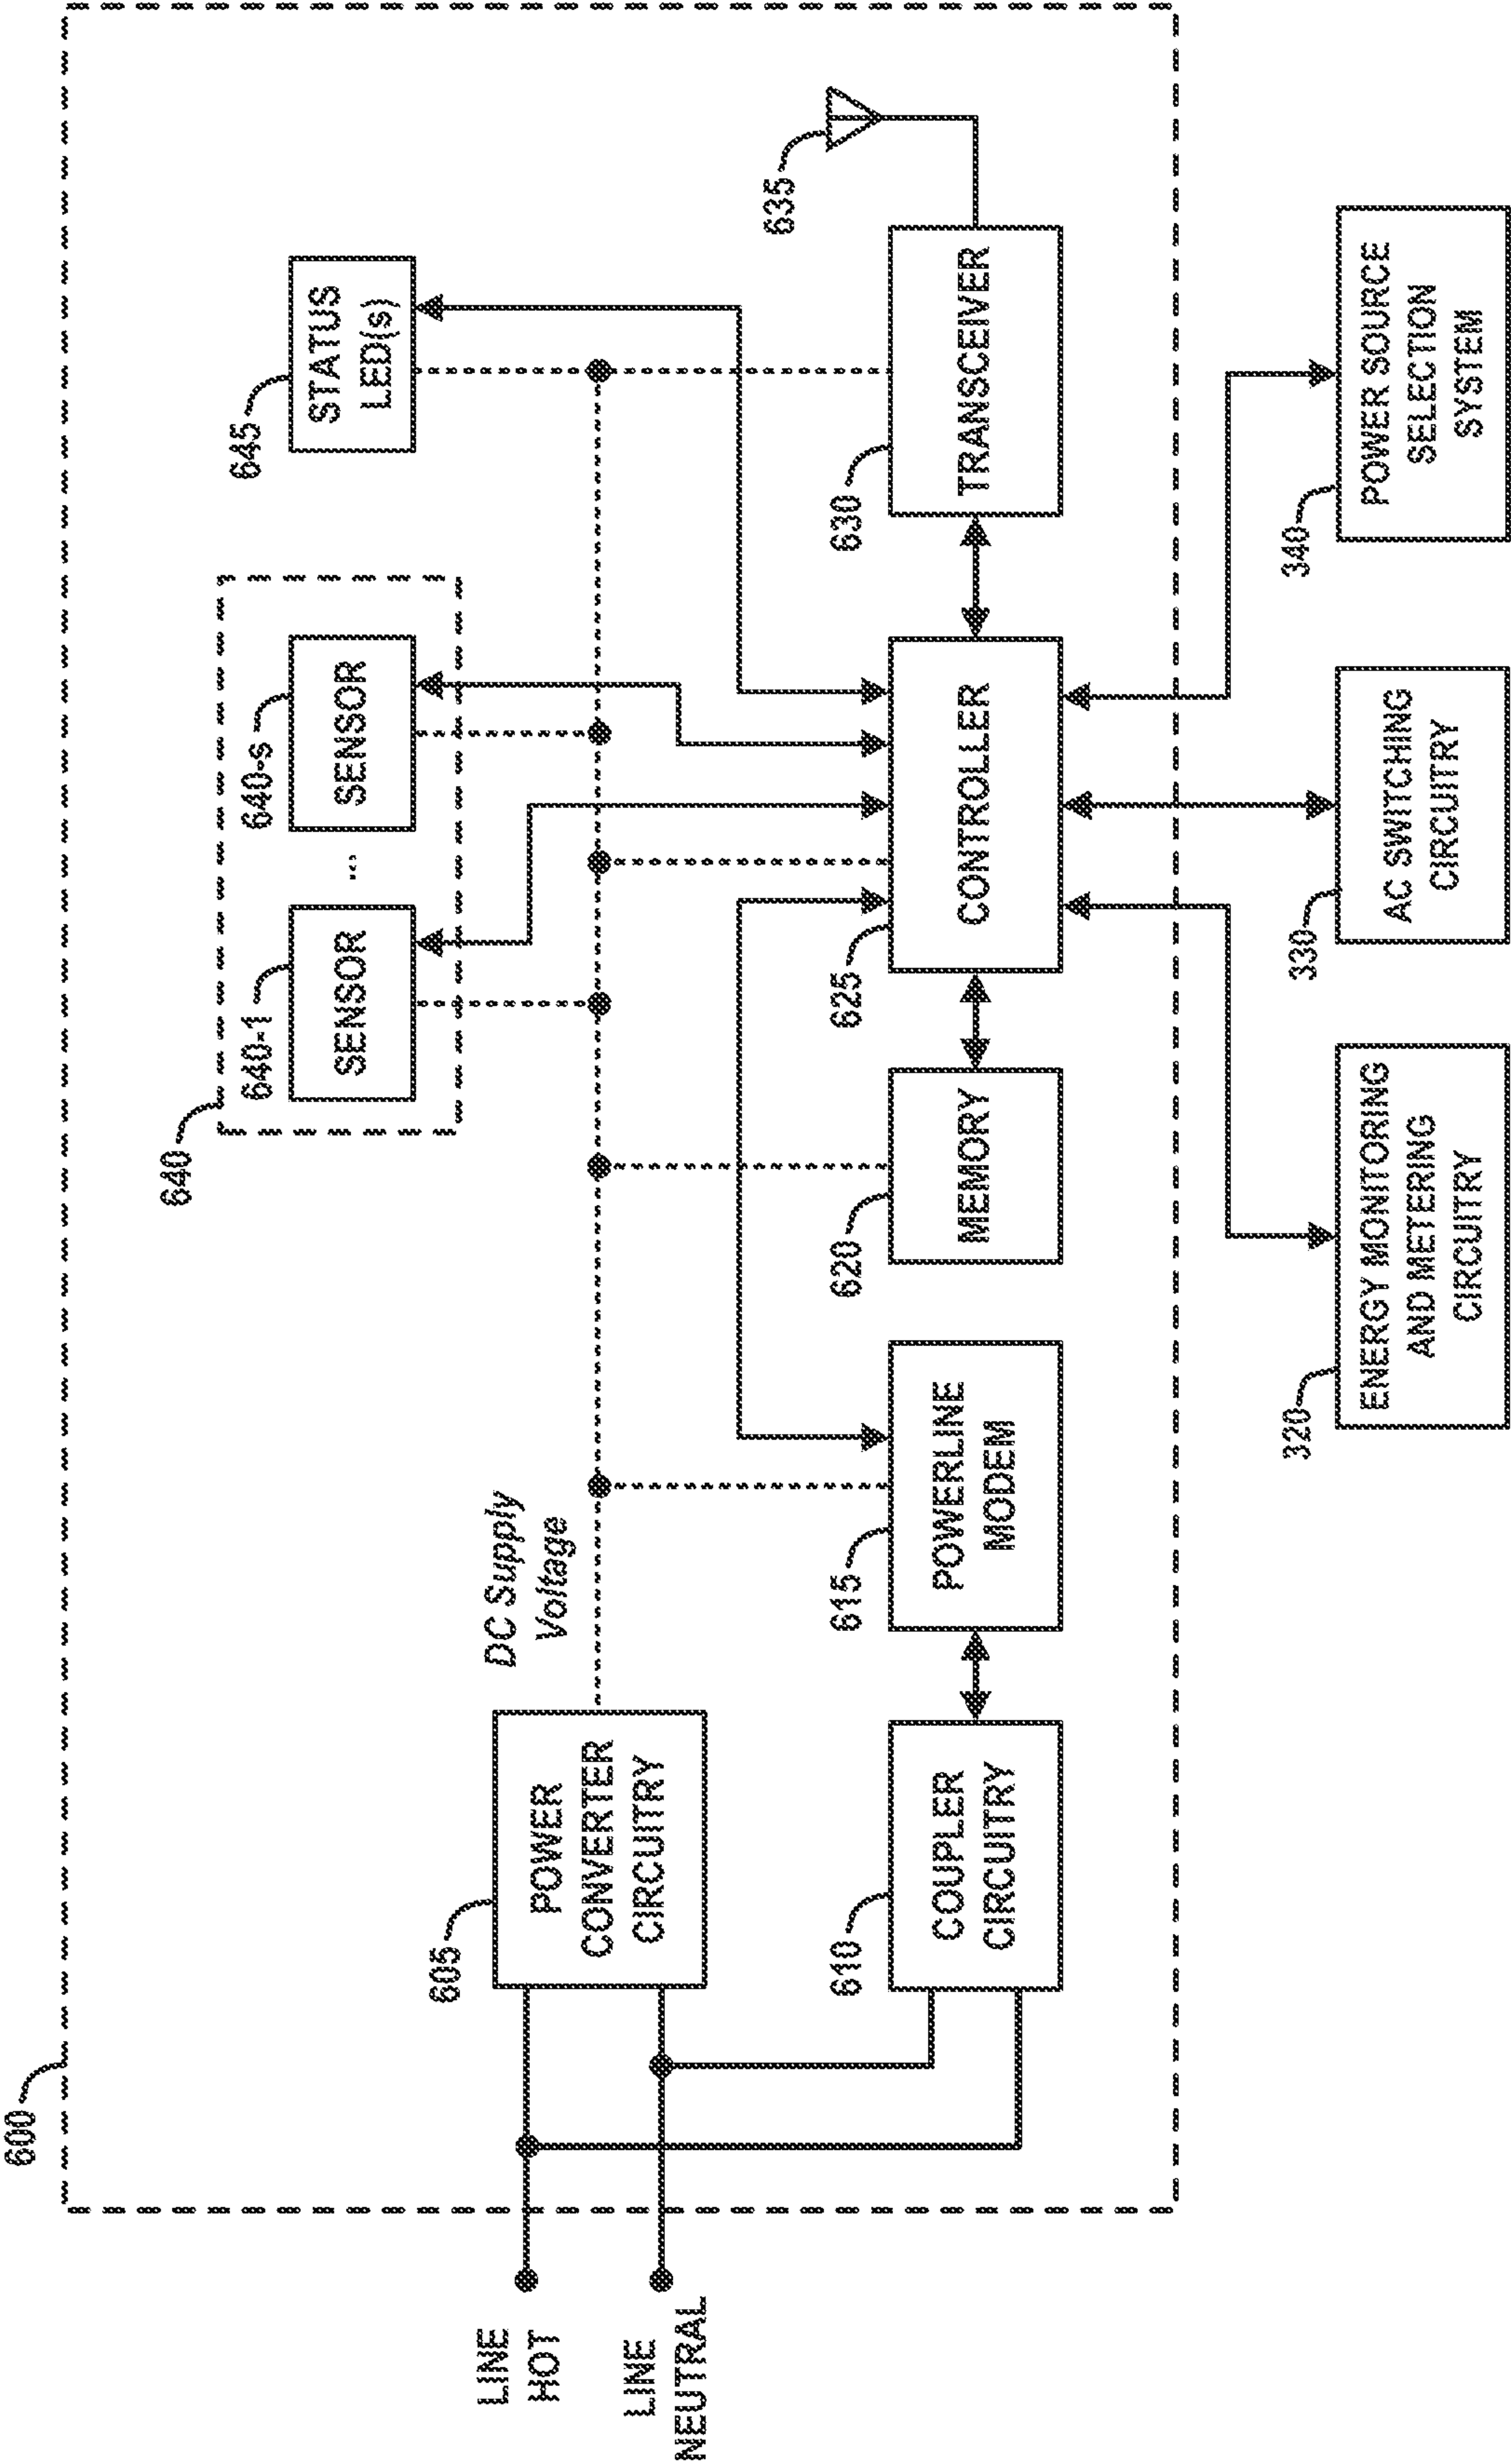 600
640
640-1
SENSOR
...
640-s
SENSOR
645
STATUS
LED(s)
LINE
HOT
LINE
NEUTRAL
605
POWER
CONVERTER
CIRCUITRY
DC Supply
Voltage
635
610
COUPLER
CIRCUITRY
615
POWERLINE
MODEM
620
MEMORY
625
CONTROLLER
630
TRANSCEIVER
320
ENERGY MONITORING
AND METERING
CIRCUITRY
330
AC SWITCHING
CIRCUITRY
340
POWER SOURCE
SELECTION
SYSTEM